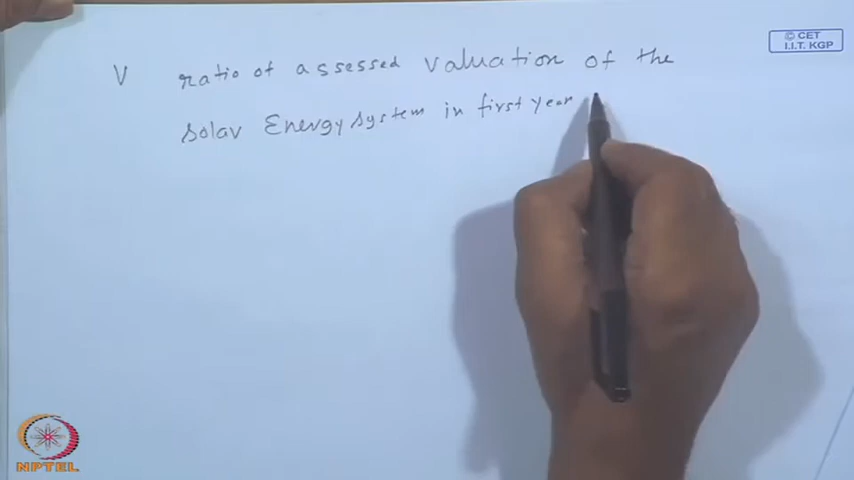 © CET
I.I.T. KGP
V ratio of assessed valuation of the
solar Energy system in first year
NPTEL